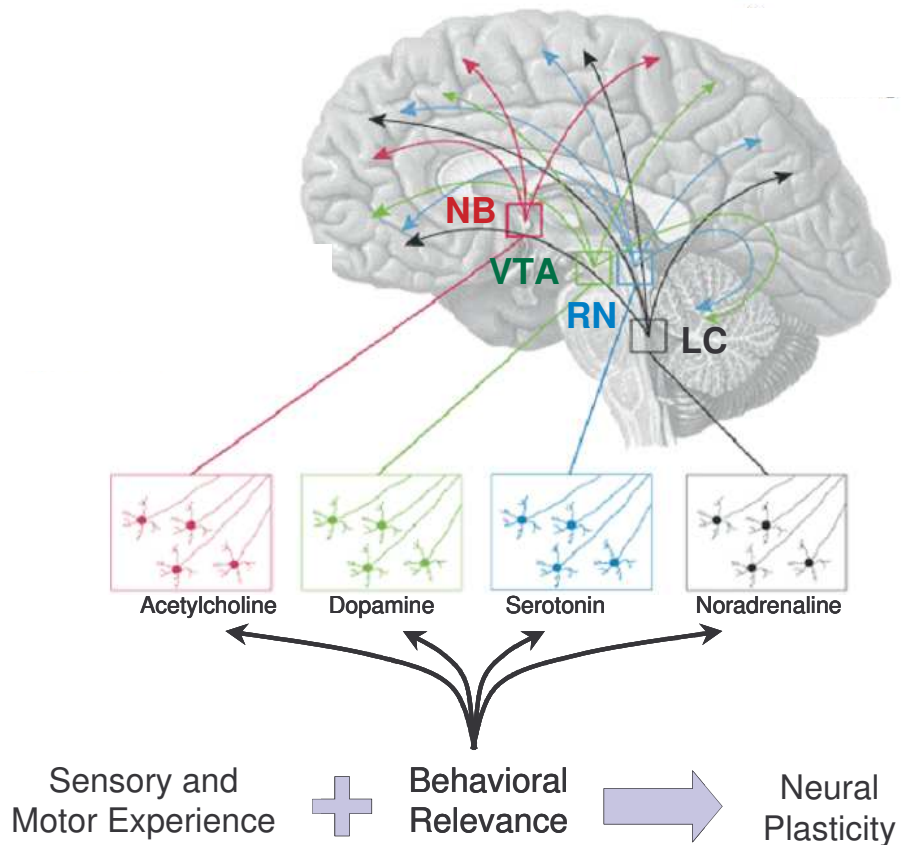 NB
VTA
RN
LC
Acetylcholine
Dopamine
Serotonin
Noradrenaline
Sensory and
Motor Experience
Behavioral
Relevance
Neural
Plasticity